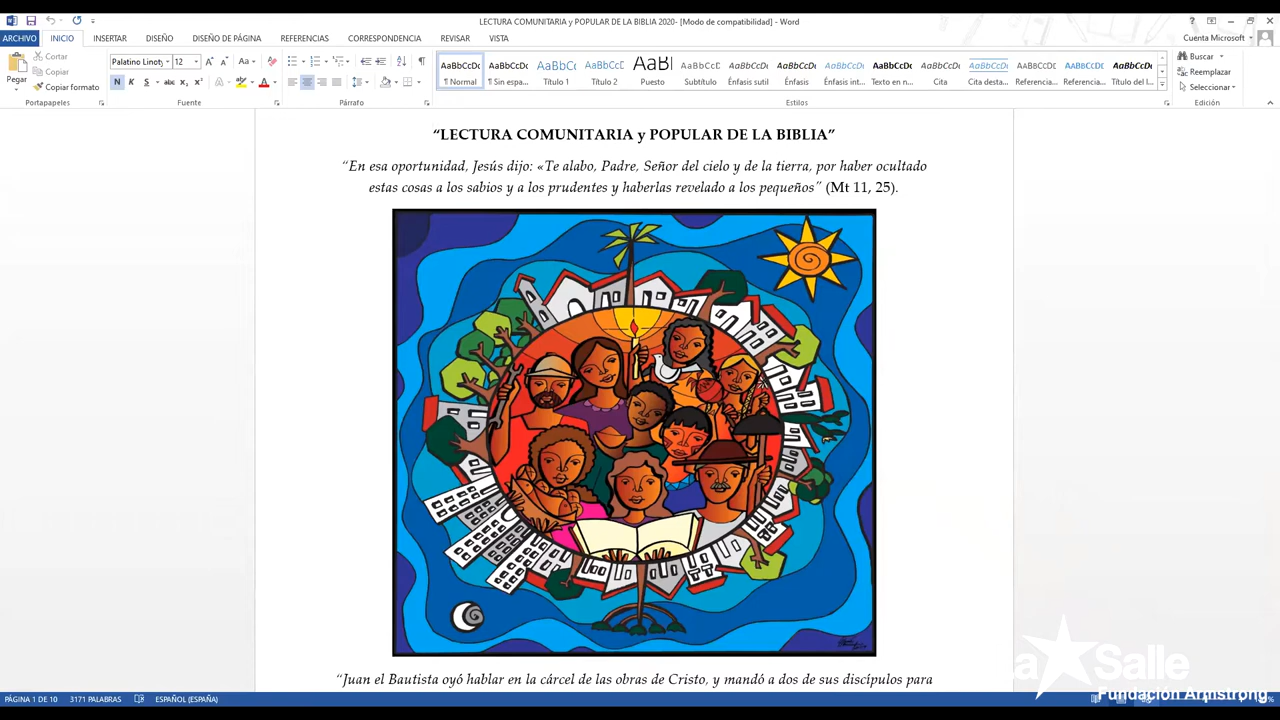 LECTURA COMUNITARIA y POPULAR DE LA BIBLIA 2020- [Modo de compatibilidad] - Word
ARCHIVO INICIO INSERTAR DISEÑO DISEÑO DE PÁGINA REFERENCIAS CORRESPONDENCIA REVISAR VISTA
Cuenta Microsoft
Pegar
Cortar
Copiar
Copiar formato
Portapapeles
Palatino Linot 12
N K S abc x₂ x²
Fuente
Párrafo
¶ Normal ¶ Sin espa... Título 1 Título 2 Puesto Subtítulo Énfasis sutil Énfasis Énfasis int... Texto en n... Cita Cita desta... Referencia... Referencia... Título del l...
Estilos
Buscar
Reemplazar
Seleccionar
Edición
“LECTURA COMUNITARIA y POPULAR DE LA BIBLIA”
“En esa oportunidad, Jesús dijo: «Te alabo, Padre, Señor del cielo y de la tierra, por haber ocultado
estas cosas a los sabios y a los prudentes y haberlas revelado a los pequeños” (Mt 11, 25).
“Juan el Bautista oyó hablar en la cárcel de las obras de Cristo, y mandó a dos de sus discípulos para
a Salle
Fundación Armstrong
PÁGINA 1 DE 10 3171 PALABRAS ESPAÑOL (ESPAÑA)